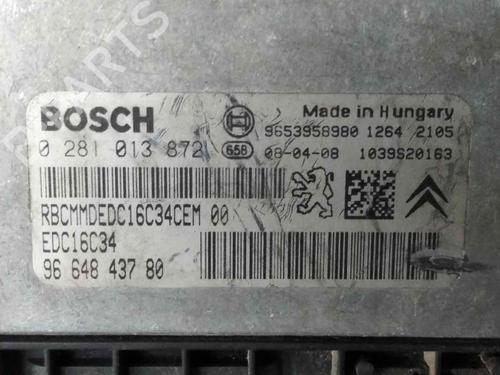 PARTS
BOSCH
Made in Hungary
9653958980 1264 2105
0 281 013 872
658
08-04-08 1039S20163
RBCMMDEDC16C34CEM 00
EDC16C34
96 648 437 80